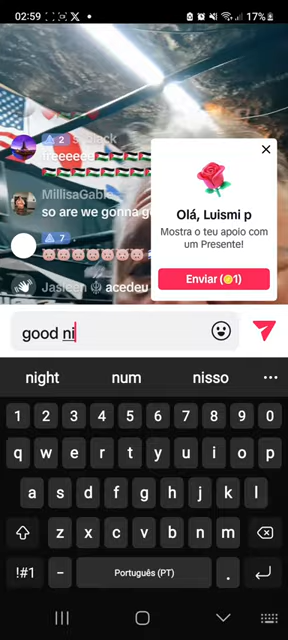 02:59
17%
2
freeeeee
MillisaGable
so are we gonna g
7
Jasleen acedeu
Olá, Luismi p
Mostra o teu apoio com
um Presente!
Enviar (1)
good ni
night num nisso
1 2 3 4 5 6 7 8 9 0
q w e r t y u i o p
a s d f g h j k l
z x c v b n m
!#1 - Português (PT) .